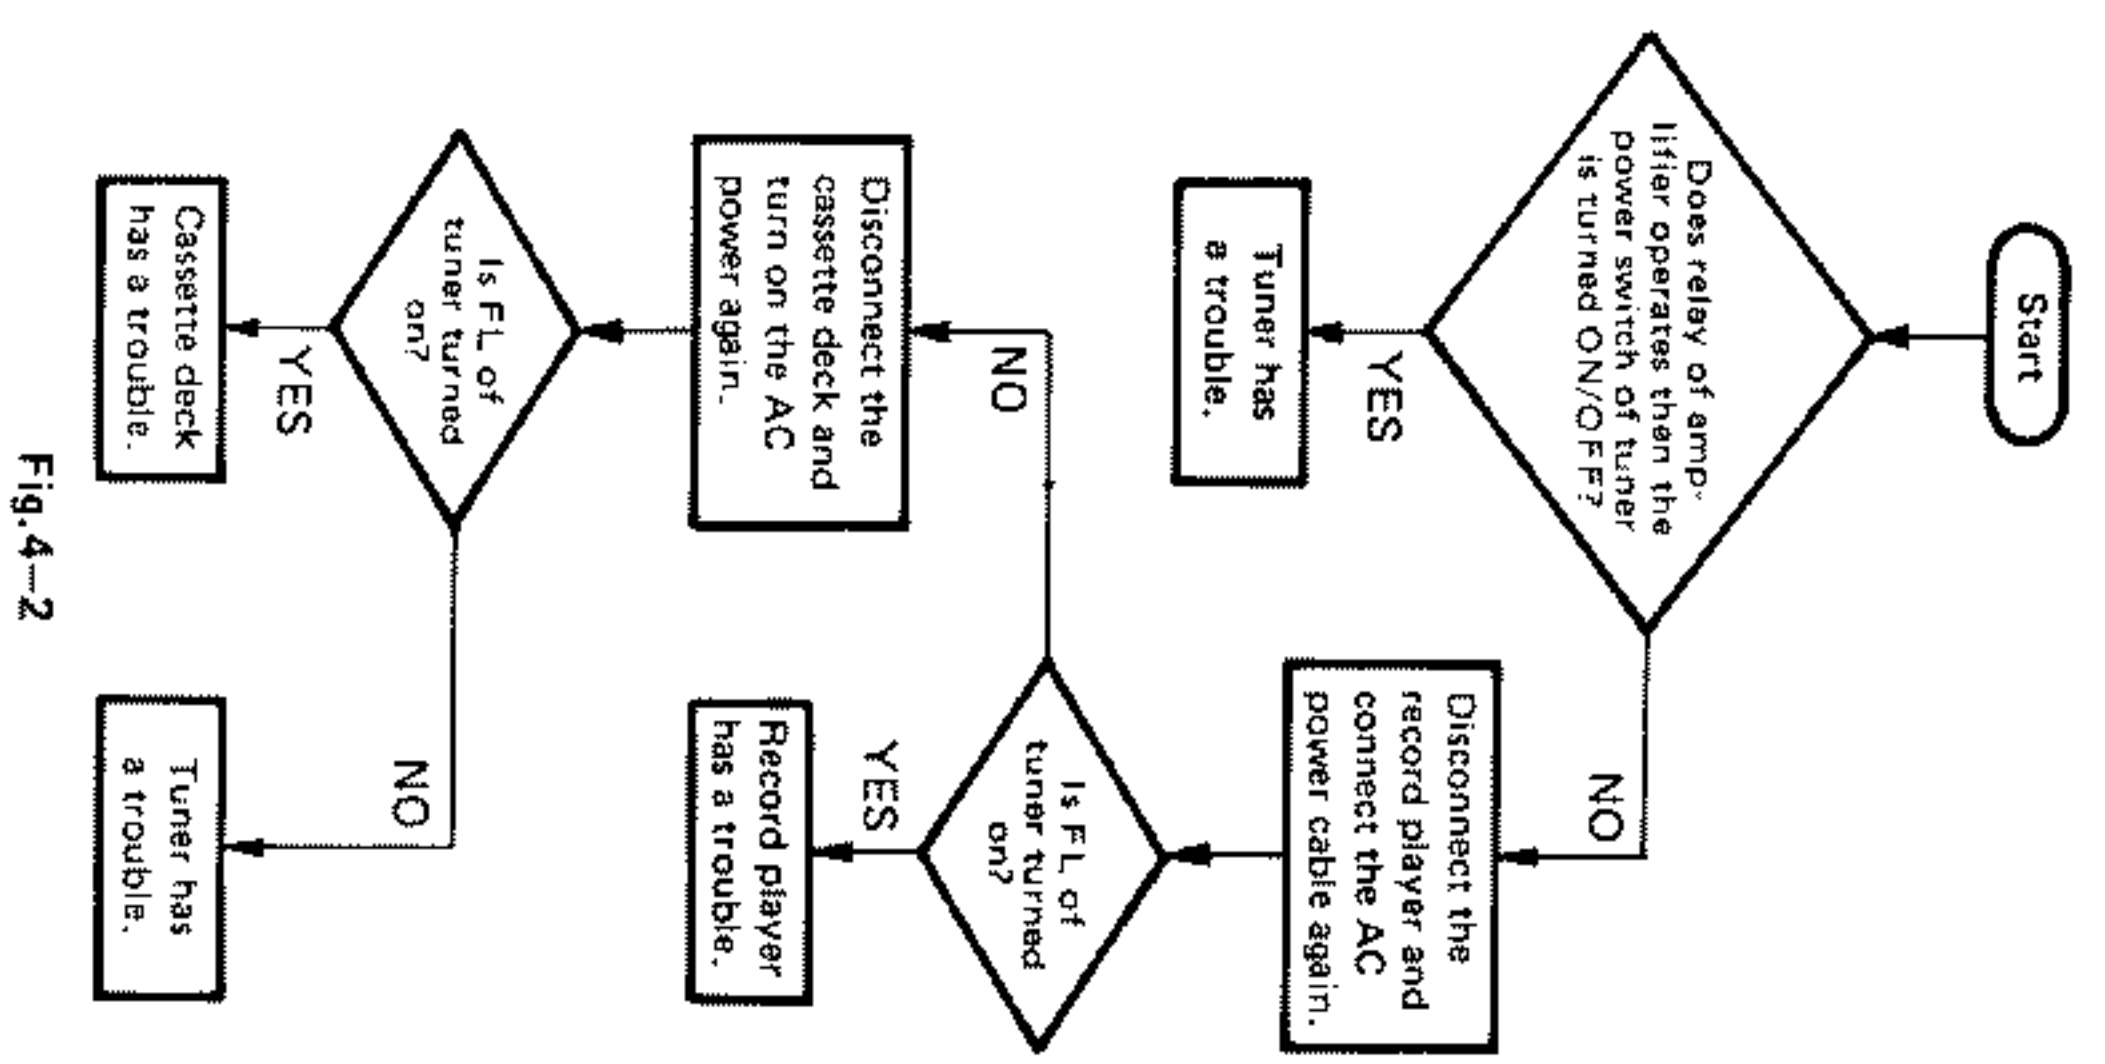 Start
Does relay of amp-
lifier operates then the
power switch of tuner
is turned ON/OFF?
YES
NO
Tuner has
a trouble.
Disconnect the
record player and
connect the AC
power cable again.
Is FL of
tuner turned
on?
NO
YES
Disconnect the
cassette deck and
turn on the AC
power again.
Record player
has a trouble.
Is FL of
tuner turned
on?
YES
NO
Cassette deck
has a trouble.
Tuner has
a trouble.
Fig.4—2